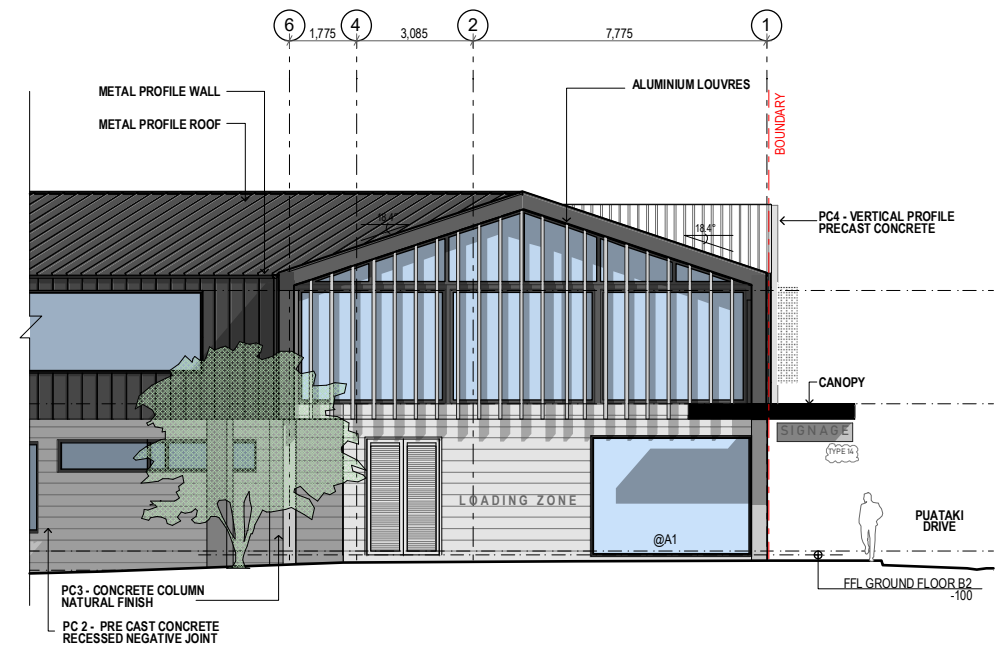 6
4
2
1
1,775
3,085
7,775
METAL PROFILE WALL
METAL PROFILE ROOF
ALUMINIUM LOUVRES
BOUNDARY
18.4°
18.4°
PC4 - VERTICAL PROFILE
PRECAST CONCRETE
CANOPY
SIGNAGE
TYPE 14
LOADING ZONE
@A1
PUATAKI
DRIVE
FFL GROUND FLOOR B2
-100
PC3 - CONCRETE COLUMN
NATURAL FINISH
PC 2 - PRE CAST CONCRETE
RECESSED NEGATIVE JOINT